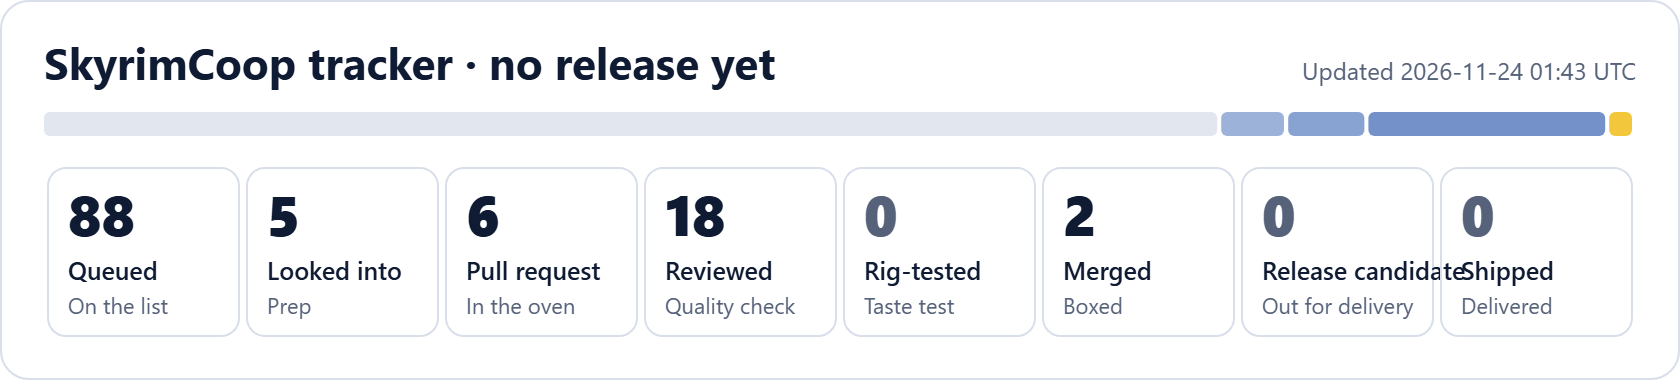 SkyrimCoop tracker · no release yet
Updated 2026-11-24 01:43 UTC
88
Queued
On the list
5
Looked into
Prep
6
Pull request
In the oven
18
Reviewed
Quality check
0
Rig-tested
Taste test
2
Merged
Boxed
0
Release candidate
Out for delivery
0
Shipped
Delivered